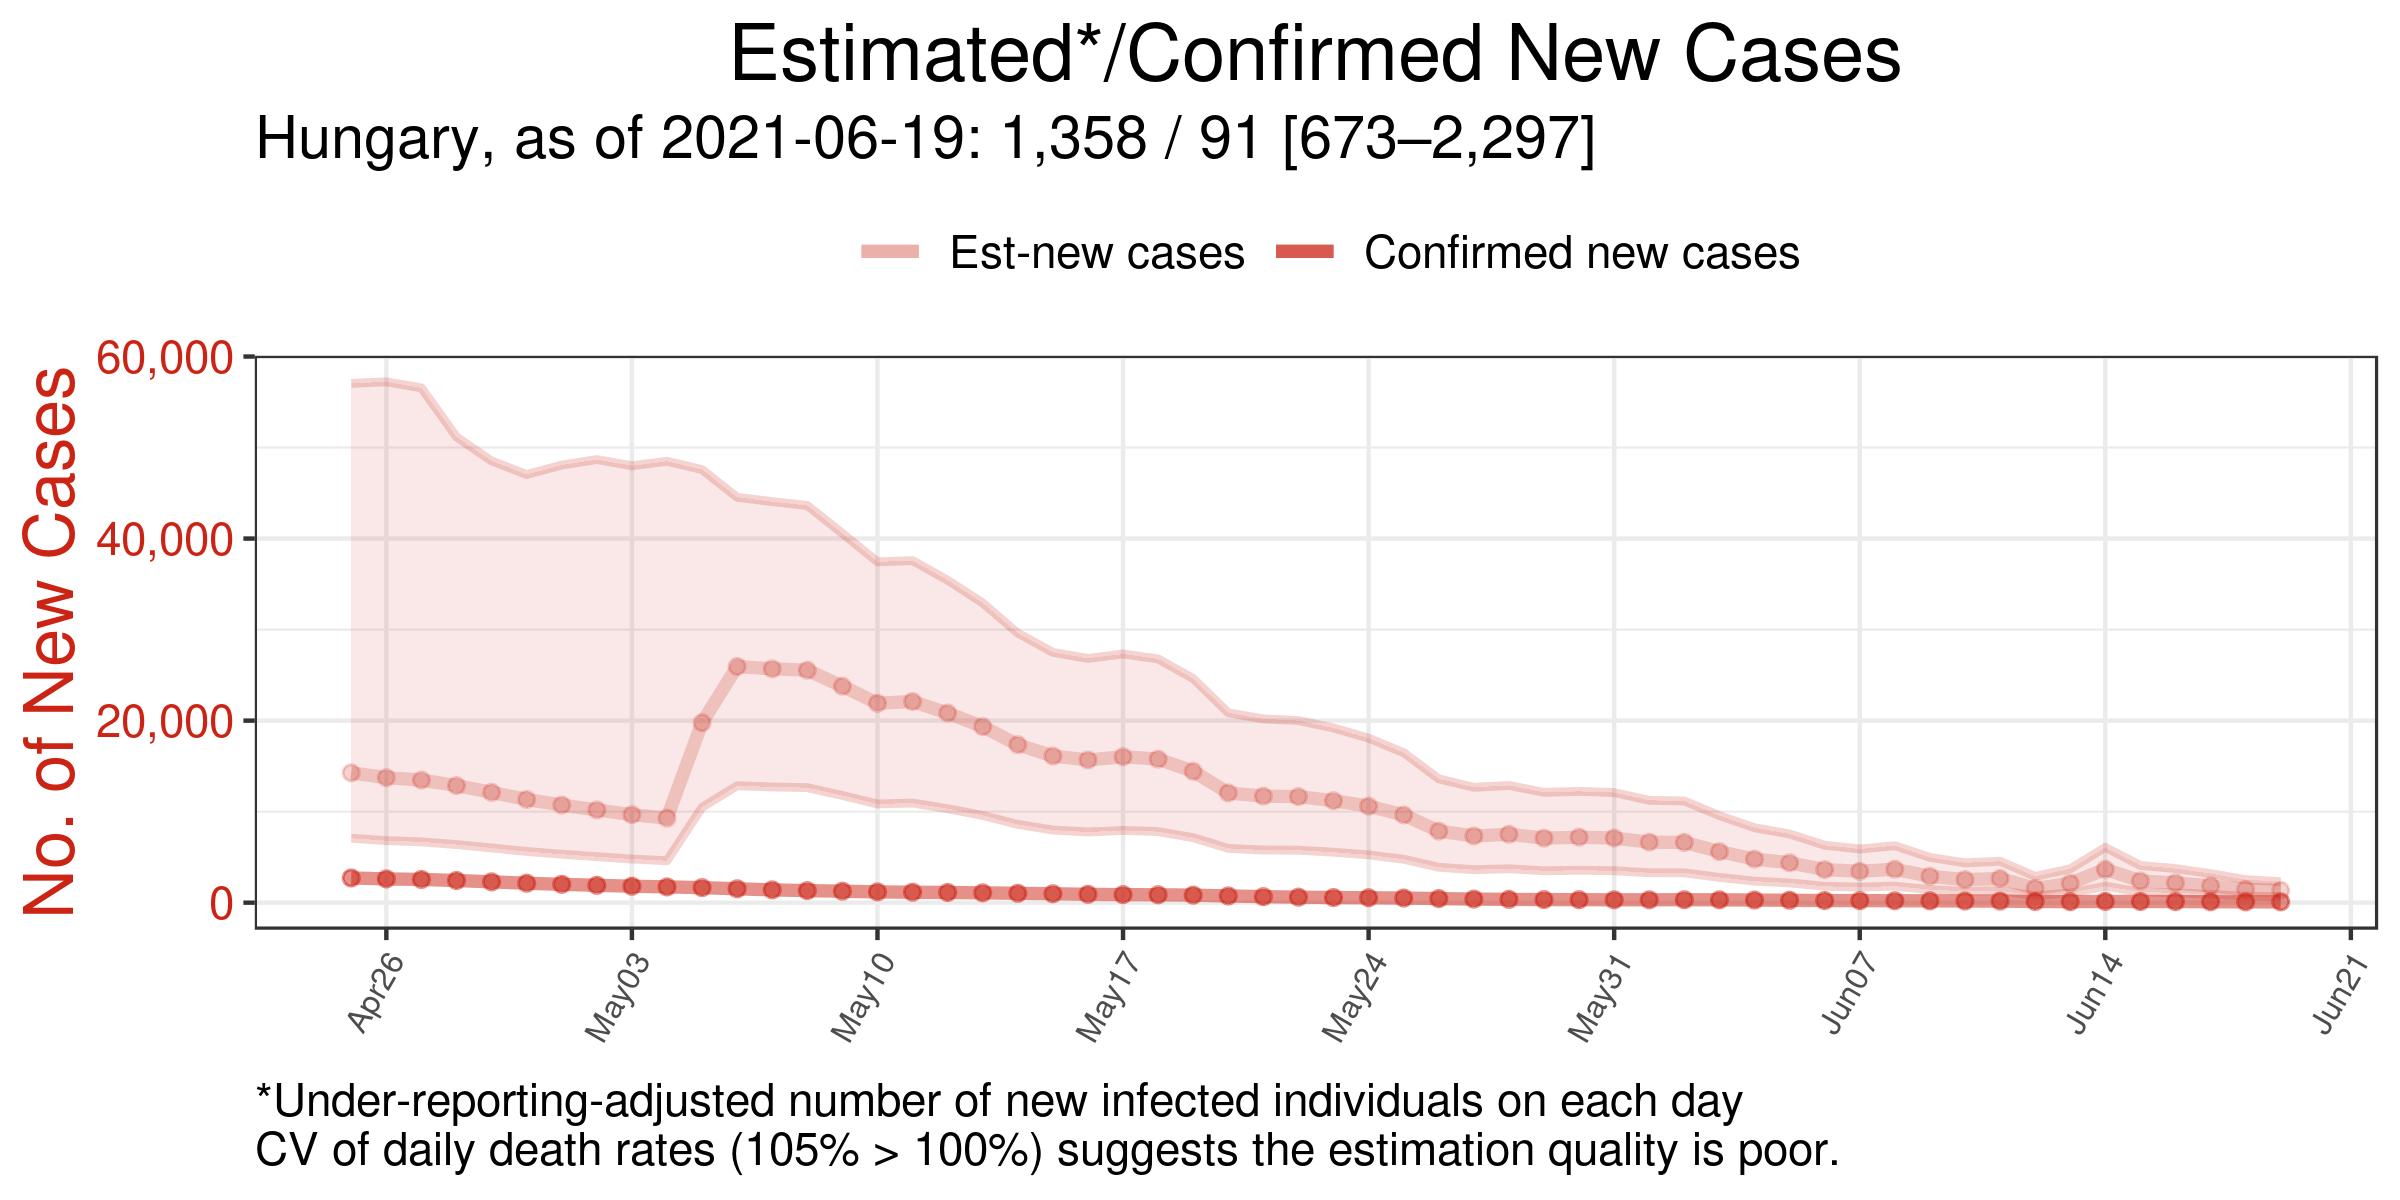 Estimated*/Confirmed New Cases
Hungary, as of 2021-06-19: 1,358 / 91 [673–2,297]
Est-new cases
Confirmed new cases
No. of New Cases
60,000
40,000
20,000
0
Apr26
May03
May10
May17
May24
May31
Jun07
Jun14
Jun21
*Under-reporting-adjusted number of new infected individuals on each day
CV of daily death rates (105% > 100%) suggests the estimation quality is poor.